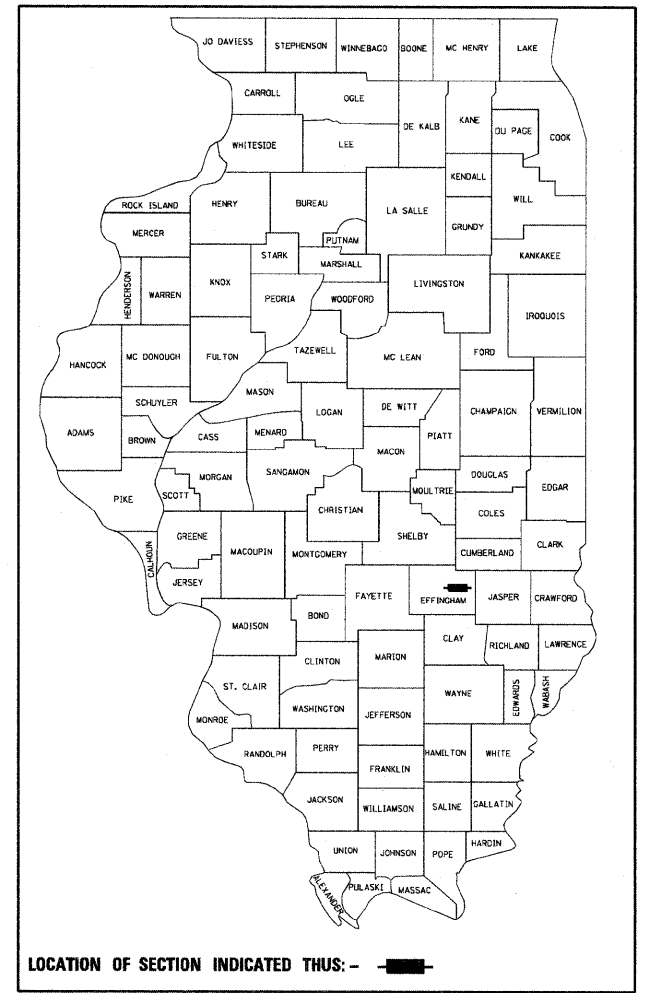 JO DAVIESS STEPHENSON WINNEBAGO BOONE MC HENRY LAKE
CARROLL OGLE
DE KALB KANE DU PAGE COOK
WHITESIDE LEE
KENDALL
ROCK ISLAND HENRY BUREAU LA SALLE WILL
MERCER PUTNAM GRUNDY
STARK MARSHALL KANKAKEE
HENDERSON WARREN KNOX PEORIA WOODFORD LIVINGSTON IROQUOIS
HANCOCK MC DONOUGH FULTON TAZEWELL MC LEAN FORD
MASON
SCHUYLER LOGAN DE WITT CHAMPAIGN VERMILION
ADAMS BROWN CASS MENARD PIATT
MACON
MORGAN SANGAMON DOUGLAS
PIKE SCOTT MOULTRIE EDGAR
CHRISTIAN COLES
GREENE SHELBY
CALHOUN MACOUPIN MONTGOMERY CUMBERLAND CLARK
JERSEY
FAYETTE EFFINGHAM JASPER CRAWFORD
MADISON BOND
CLAY RICHLAND LAWRENCE
CLINTON MARION
ST. CLAIR WAYNE EDWARDS WABASH
WASHINGTON JEFFERSON
MONROE
RANDOLPH PERRY HAMILTON WHITE
FRANKLIN
JACKSON WILLIAMSON SALINE GALLATIN
UNION JOHNSON POPE HARDIN
ALEXANDER PULASKI MASSAC
LOCATION OF SECTION INDICATED THUS: -